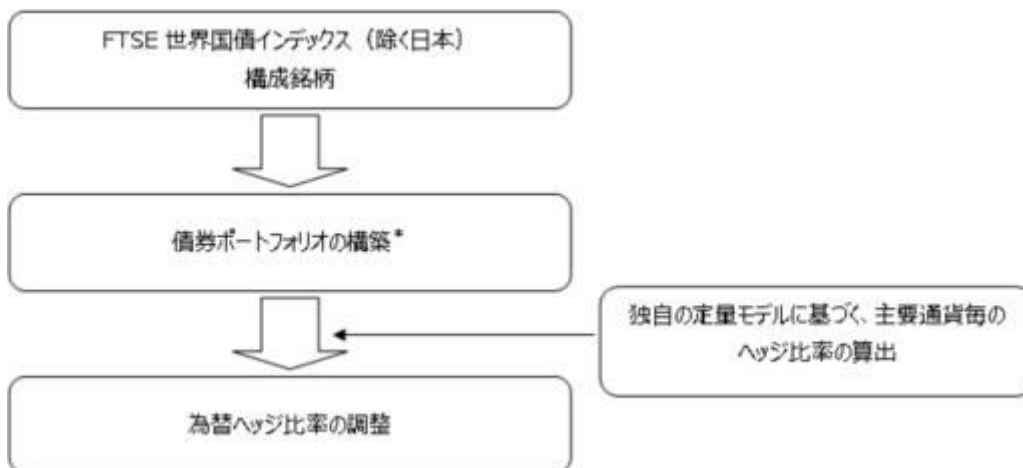 FTSE 世界国債インデックス（除く日本）
構成銘柄
債券ポートフォリオの構築*
独自の定量モデルに基づく、主要通貨毎の
ヘッジ比率の算出
為替ヘッジ比率の調整